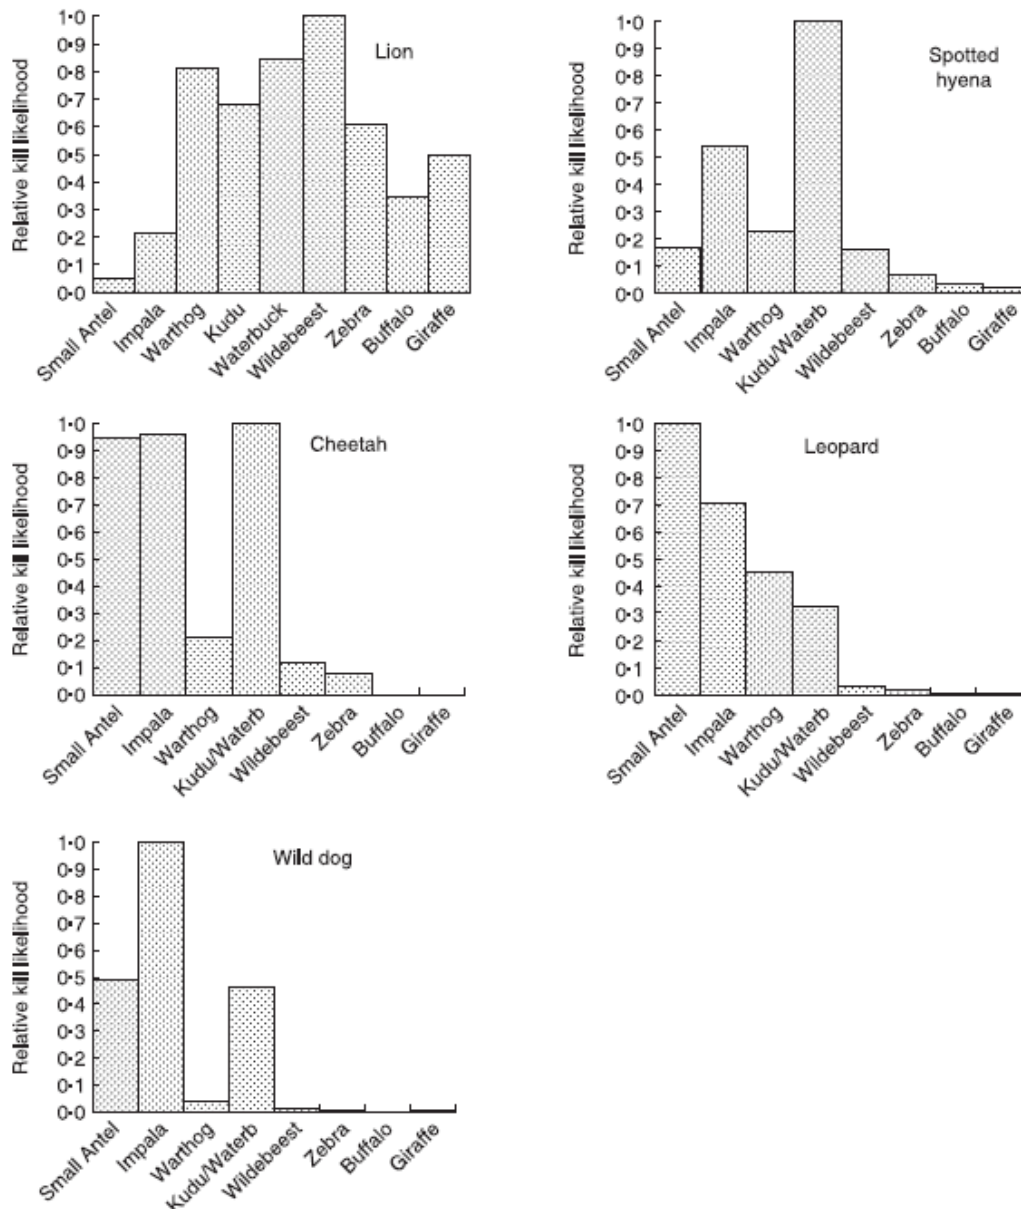 Relative kill likelihood
1·0
0·9
0·8
0·7
0·6
0·5
0·4
0·3
0·2
0·1
0·0
Lion
Small Antel
Impala
Warthog
Kudu
Waterbuck
Wildebeest
Zebra
Buffalo
Giraffe
Relative kill likelihood
1·0
0·9
0·8
0·7
0·6
0·5
0·4
0·3
0·2
0·1
0·0
Spotted
hyena
Small Antel
Impala
Warthog
Kudu/Waterb
Wildebeest
Zebra
Buffalo
Giraffe
Relative kill likelihood
1·0
0·9
0·8
0·7
0·6
0·5
0·4
0·3
0·2
0·1
0·0
Cheetah
Small Antel
Impala
Warthog
Kudu/Waterb
Wildebeest
Zebra
Buffalo
Giraffe
Relative kill likelihood
1·0
0·9
0·8
0·7
0·6
0·5
0·4
0·3
0·2
0·1
0·0
Leopard
Small Antel
Impala
Warthog
Kudu/Waterb
Wildebeest
Zebra
Buffalo
Giraffe
Relative kill likelihood
1·0
0·9
0·8
0·7
0·6
0·5
0·4
0·3
0·2
0·1
0·0
Wild dog
Small Antel
Impala
Warthog
Kudu/Waterb
Wildebeest
Zebra
Buffalo
Giraffe